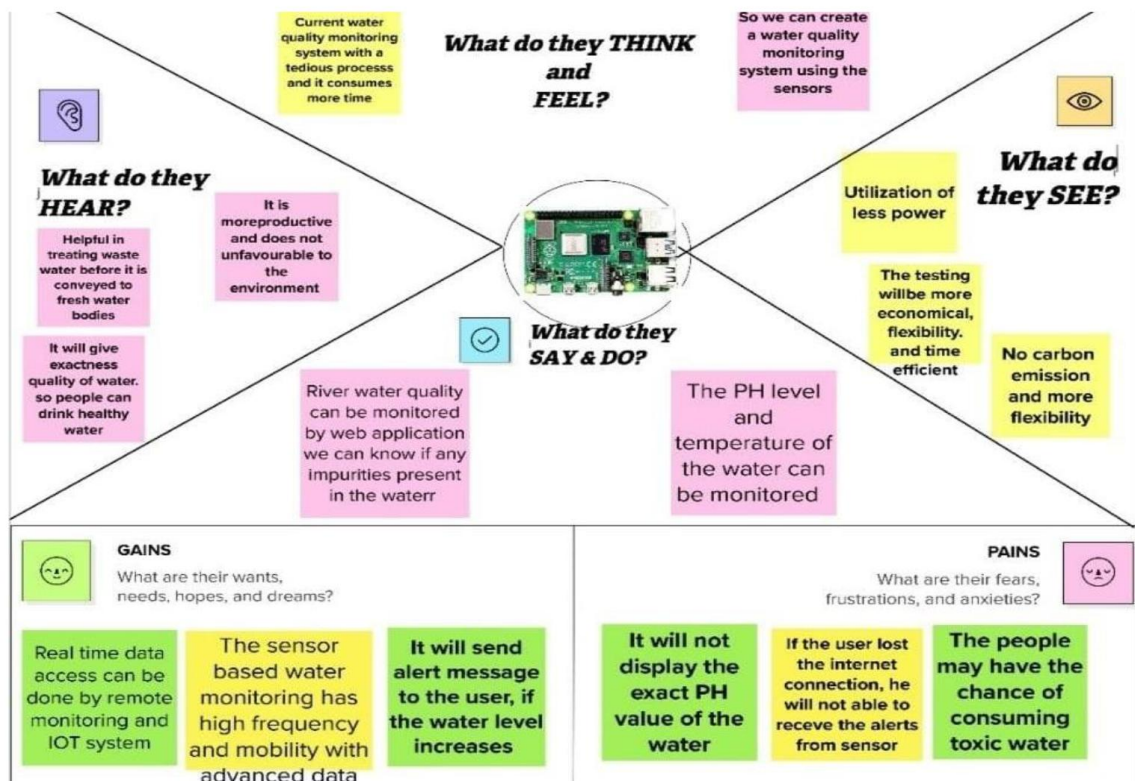 Current water
quality monitoring
system with a
tedious processs
and it consumes
more time
What do they THINK
and
FEEL?
So we can create
a water quality
monitoring
system using the
sensors
What do they
HEAR?
It is
moreproductive
and does not
unfavourable to
the
environment
Helpful in
treating waste
water before it is
conveyed to
fresh water
bodies
It will give
exactness
quality of water.
so people can
drink healthy
water
What do
they SEE?
Utilization of
less power
The testing
willbe more
economical,
flexibility.
and time
efficient
No carbon
emission
and more
flexibility
What do they
SAY & DO?
River water quality
can be monitored
by web application
we can know if any
impurities present
in the waterr
The PH level
and
temperature of
the water can
be monitored
GAINS
What are their wants,
needs, hopes, and dreams?
Real time data
access can be
done by remote
monitoring and
IOT system
The sensor
based water
monitoring has
high frequency
and mobility with
advanced data
It will send
alert message
to the user, if
the water level
increases
PAINS
What are their fears,
frustrations, and anxieties?
It will not
display the
exact PH
value of the
water
If the user lost
the internet
connection, he
will not able to
receve the alerts
from sensor
The people
may have the
chance of
consuming
toxic water